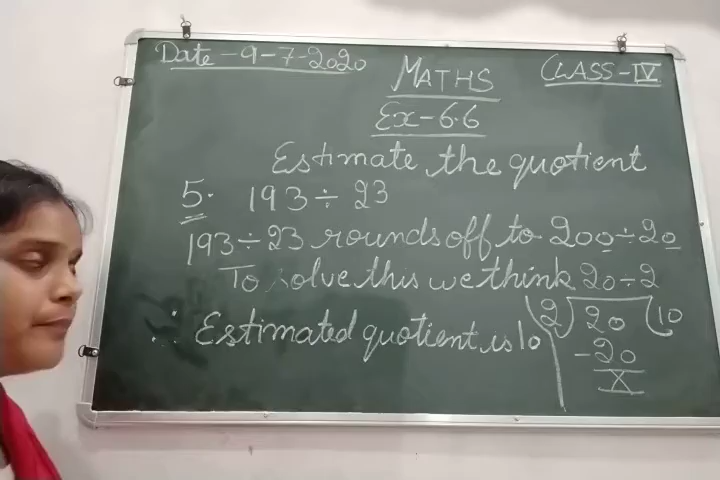 Date-9-7-2020 MATHS CLASS-IV
Ex-6.6
Estimate the quotient
5. 193÷23
193÷23 rounds off to 200÷20
To solve this we think 20÷2
∴ Estimated quotient is 10
2)20(10
-20
X